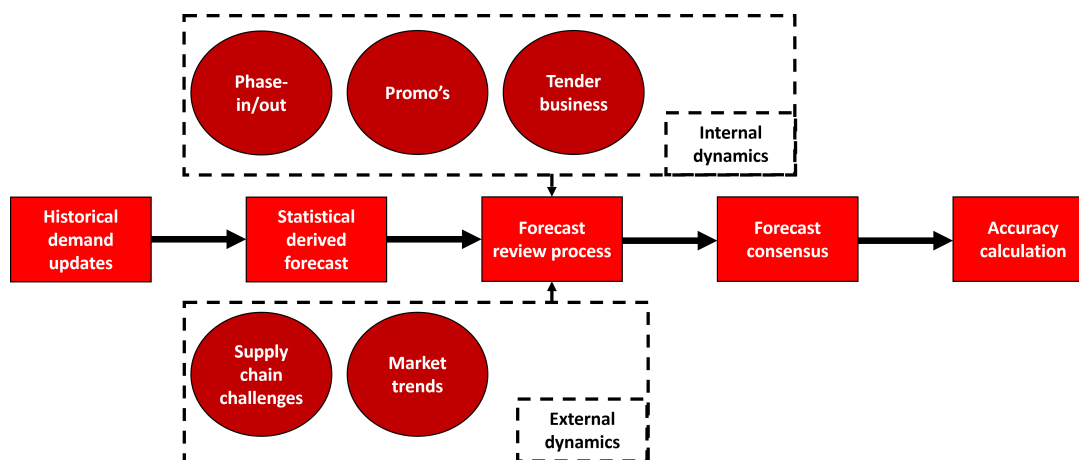 Phase-
in/out
Promo's
Tender
business
Internal
dynamics
Historical
demand
updates
Statistical
derived
forecast
Forecast
review process
Forecast
consensus
Accuracy
calculation
Supply
chain
challenges
Market
trends
External
dynamics